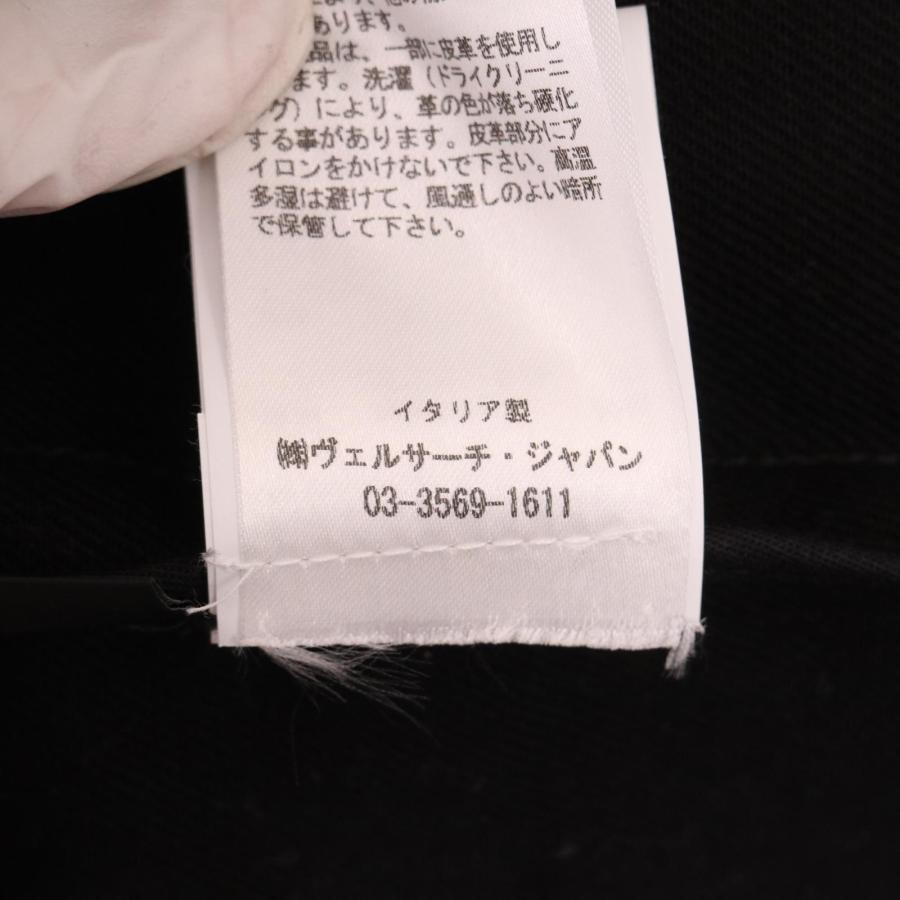 あります。
品は、一部に皮革を使用し
ます。洗濯（ドライクリーニ
ング）により、革の色が落ち硬化
する事があります。皮革部分にア
イロンをかけないで下さい。高温
多湿は避けて、風通しのよい暗所
で保管して下さい。
イタリア製
㈱ヴェルサーチ・ジャパン
03-3569-1611